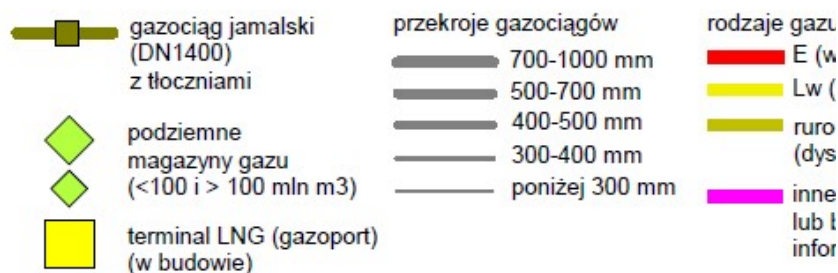 gazociąg jamalski
(DN1400)
z tłoczniami
podziemne
magazyny gazu
(<100 i > 100 mln m3)
terminal LNG (gazoport)
(w budowie)
przekroje gazociągów
700-1000 mm
500-700 mm
400-500 mm
300-400 mm
poniżej 300 mm
rodzaje gazu
E (w
Lw (
ruro
(dys
inne
lub b
infor